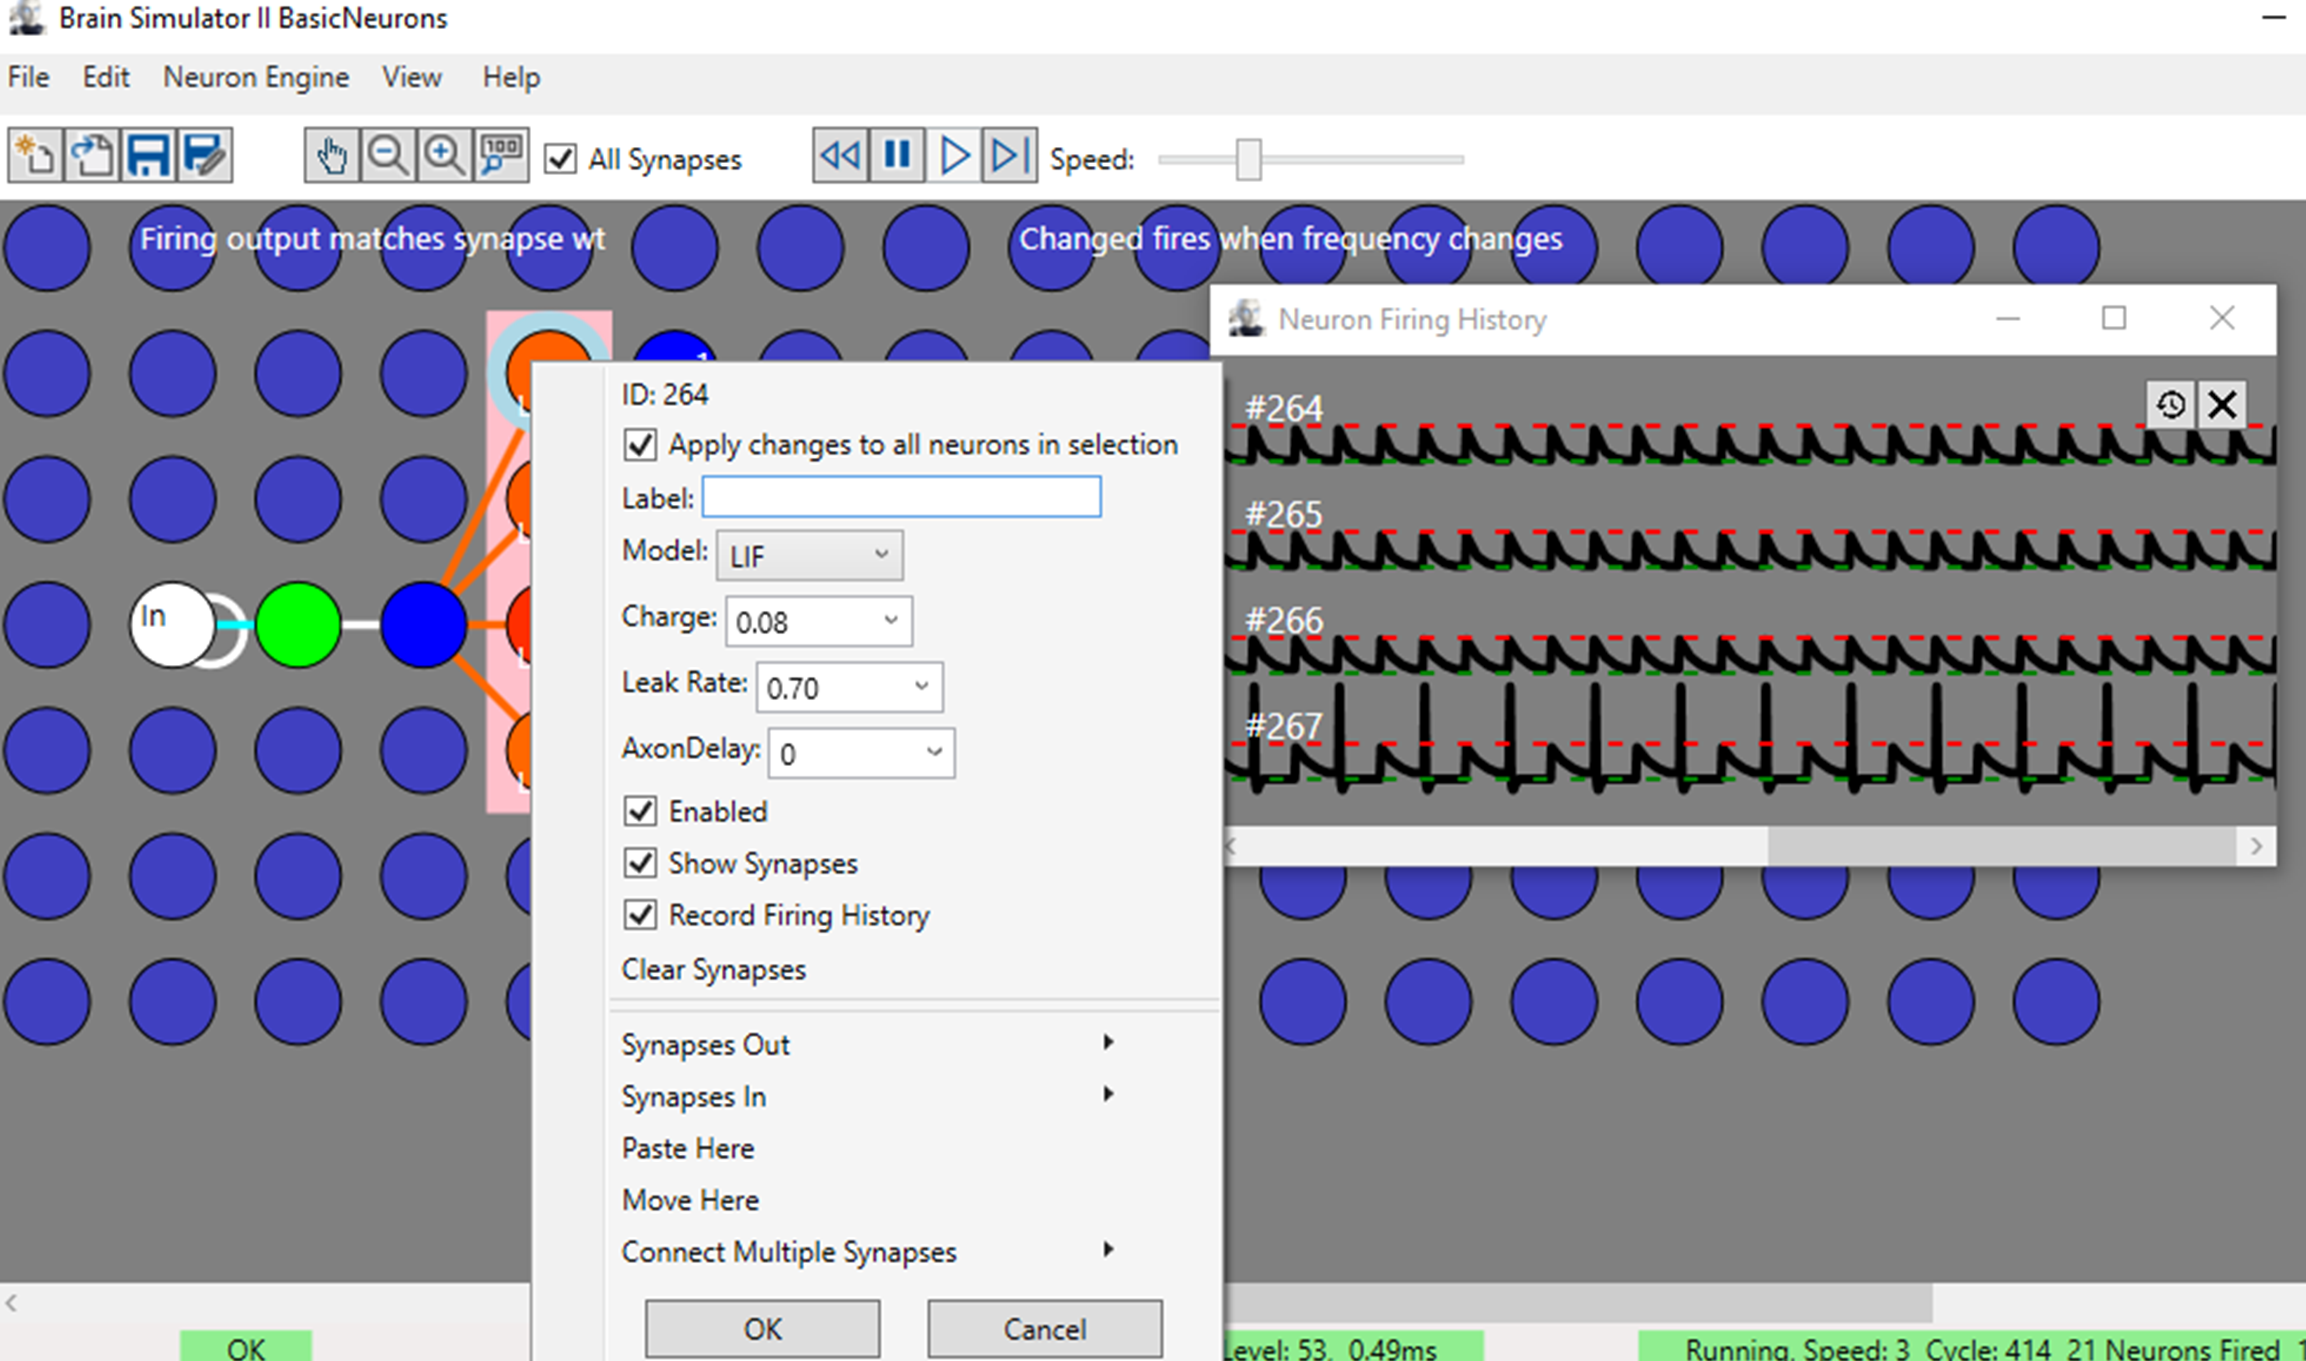 Brain Simulator II BasicNeurons
File Edit Neuron Engine View Help
100
All Synapses
Speed:
Firing output matches synapse wt
Changed fires when frequency changes
Neuron Firing History
#264
#265
#266
#267
In
ID: 264
Apply changes to all neurons in selection
Label:
Model: LIF
Charge: 0.08
Leak Rate: 0.70
AxonDelay: 0
Enabled
Show Synapses
Record Firing History
Clear Synapses
Synapses Out
Synapses In
Paste Here
Move Here
Connect Multiple Synapses
OK Cancel
OK
Level: 53, 0.49ms
Running, Speed: 3 Cycle: 414 21 Neurons Fired